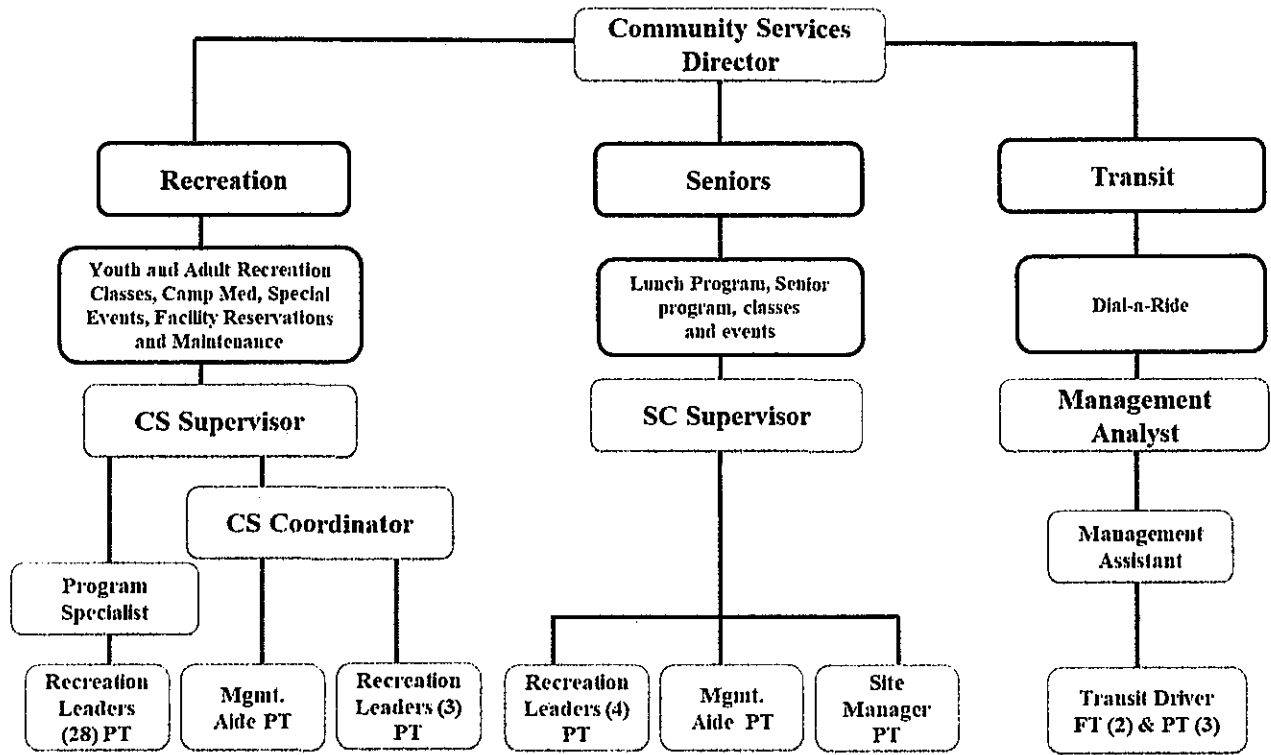 Community Services
Director
Recreation
Seniors
Transit
Youth and Adult Recreation
Classes, Camp Med, Special
Events, Facility Reservations
and Maintenance
Lunch Program, Senior
program, classes
and events
Dial-a-Ride
CS Supervisor
SC Supervisor
Management
Analyst
CS Coordinator
Management
Assistant
Program
Specialist
Recreation
Leaders
(28) PT
Mgmt.
Aide PT
Recreation
Leaders (3)
PT
Recreation
Leaders (4)
PT
Mgmt.
Aide PT
Site
Manager
PT
Transit Driver
FT (2) & PT (3)